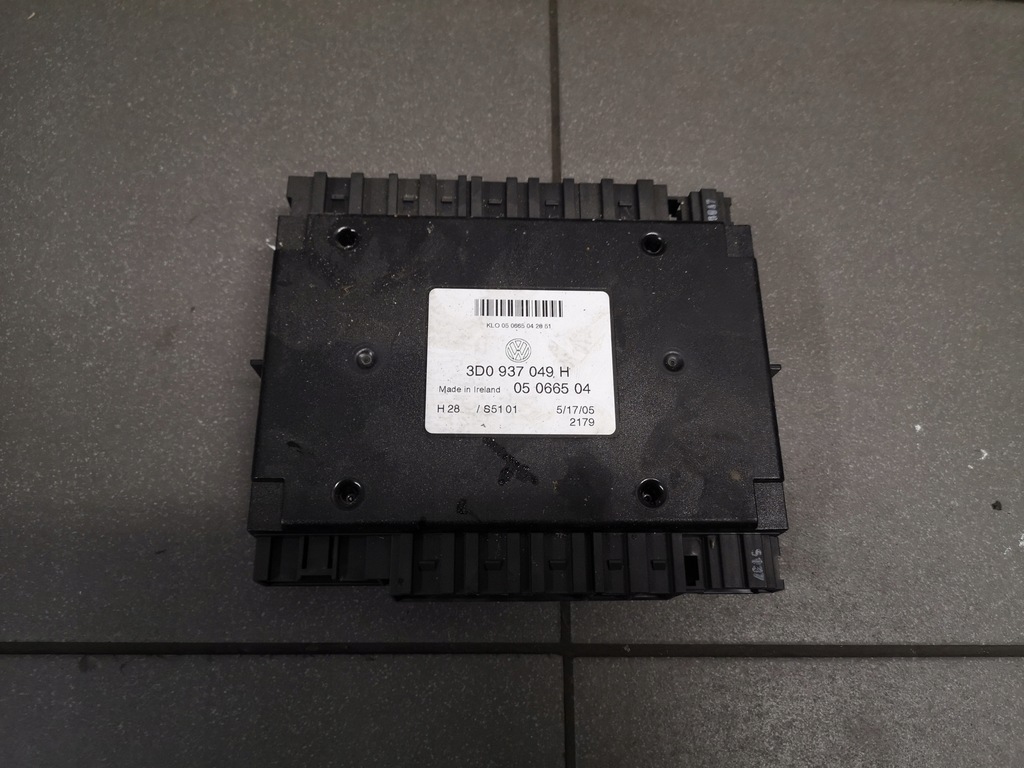 KLO 05 0665 04 28 51
3D0 937 049 H
Made in Ireland 05 0665 04
H 28 / S51 01 5/17/05
2179